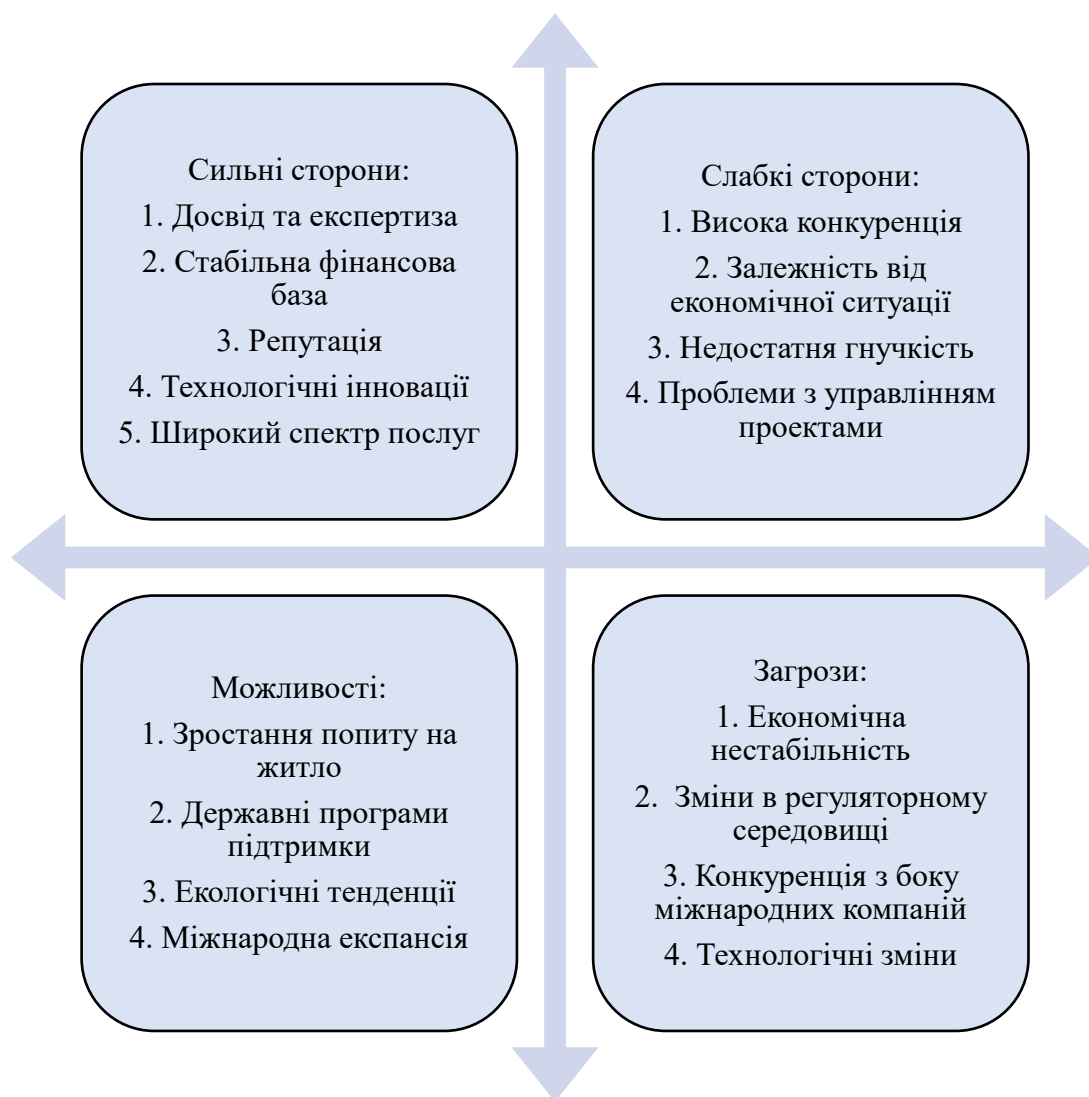 Сильні сторони:
1. Досвід та експертиза
2. Стабільна фінансова
база
3. Репутація
4. Технологічні інновації
5. Широкий спектр послуг
Слабкі сторони:
1. Висока конкуренція
2. Залежність від
економічної ситуації
3. Недостатня гнучкість
4. Проблеми з управлінням
проектами
Можливості:
1. Зростання попиту на
житло
2. Державні програми
підтримки
3. Екологічні тенденції
4. Міжнародна експансія
Загрози:
1. Економічна
нестабільність
2. Зміни в регуляторному
середовищі
3. Конкуренція з боку
міжнародних компаній
4. Технологічні зміни